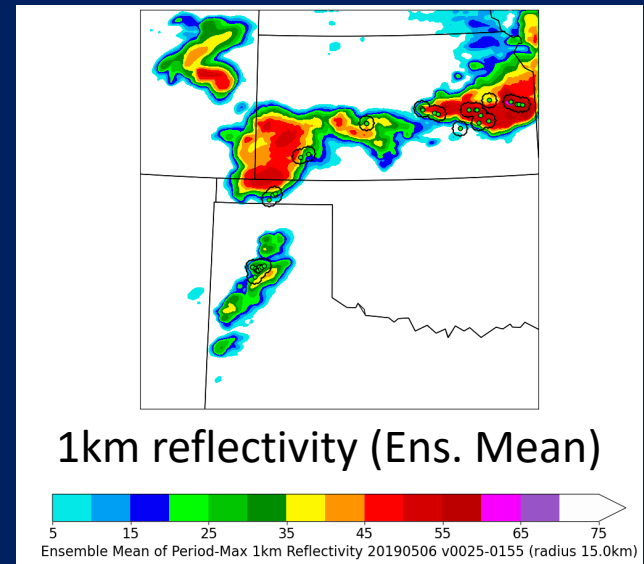 1km reflectivity (Ens. Mean)
5 15 25 35 45 55 65 75
Ensemble Mean of Period-Max 1km Reflectivity 20190506 v0025-0155 (radius 15.0km)